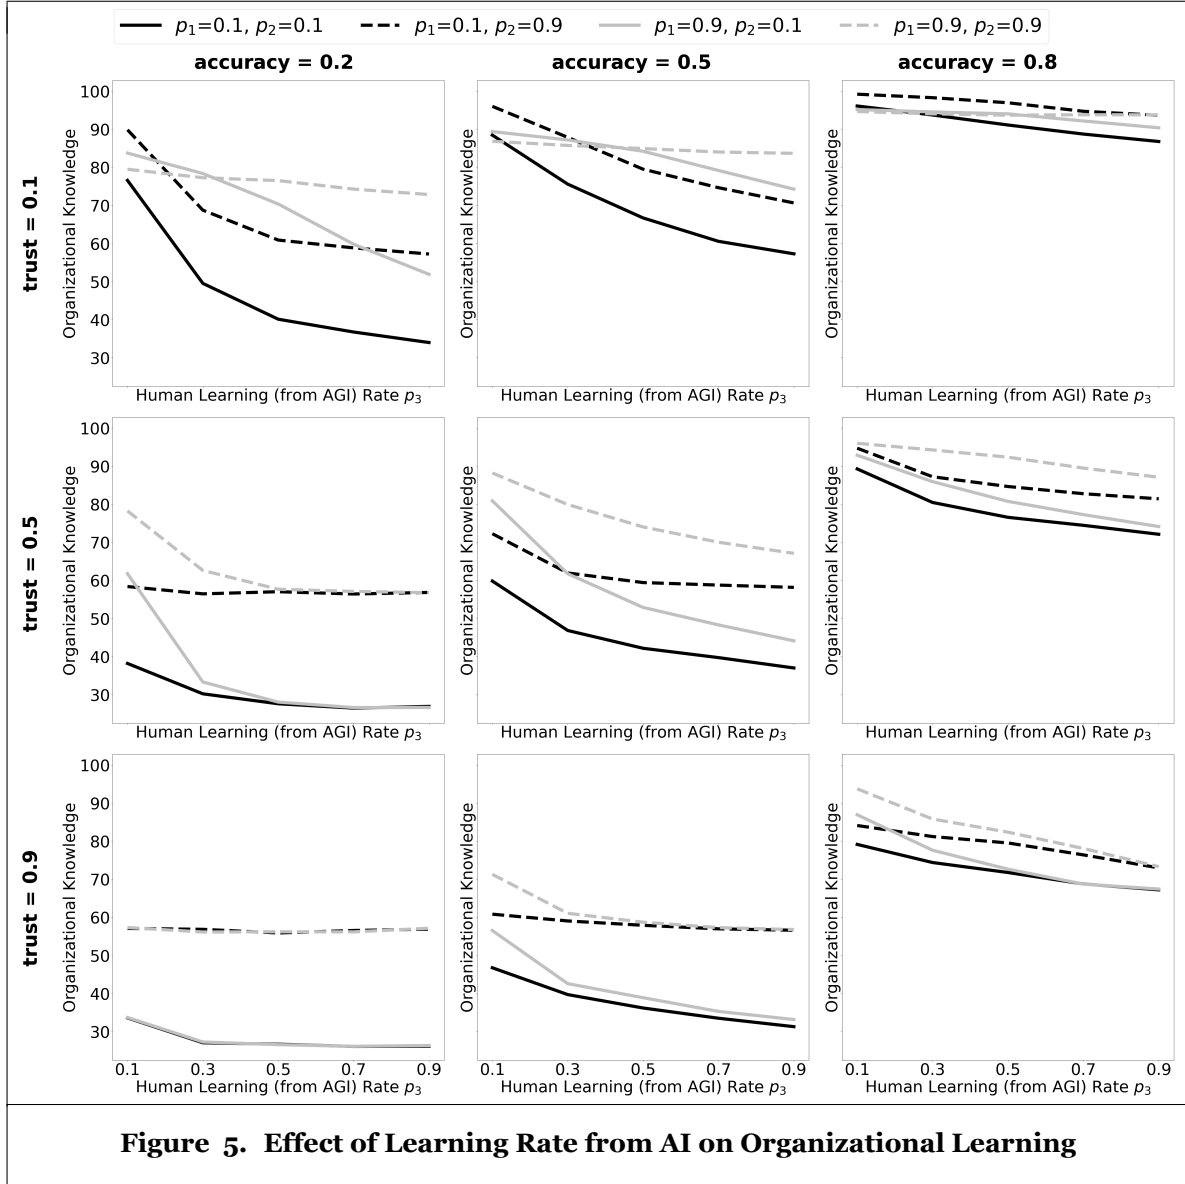 p₁=0.1, p₂=0.1 p₁=0.1, p₂=0.9 p₁=0.9, p₂=0.1 p₁=0.9, p₂=0.9
accuracy = 0.2 accuracy = 0.5 accuracy = 0.8
trust = 0.1
Organizational Knowledge
100
90
80
70
60
50
40
30
Human Learning (from AGI) Rate p₃
Organizational Knowledge
Human Learning (from AGI) Rate p₃
Organizational Knowledge
Human Learning (from AGI) Rate p₃
trust = 0.5
Organizational Knowledge
100
90
80
70
60
50
40
30
Human Learning (from AGI) Rate p₃
Organizational Knowledge
Human Learning (from AGI) Rate p₃
Organizational Knowledge
Human Learning (from AGI) Rate p₃
trust = 0.9
Organizational Knowledge
100
90
80
70
60
50
40
30
0.1 0.3 0.5 0.7 0.9
Human Learning (from AGI) Rate p₃
Organizational Knowledge
0.1 0.3 0.5 0.7 0.9
Human Learning (from AGI) Rate p₃
Organizational Knowledge
0.1 0.3 0.5 0.7 0.9
Human Learning (from AGI) Rate p₃
Figure 5. Effect of Learning Rate from AI on Organizational Learning